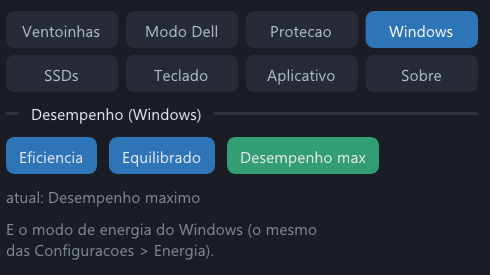 Ventoinhas Modo Dell Protecao Windows
SSDs Teclado Aplicativo Sobre
Desempenho (Windows)
Eficiencia Equilibrado Desempenho max
atual: Desempenho maximo
E o modo de energia do Windows (o mesmo
das Configuracoes > Energia).